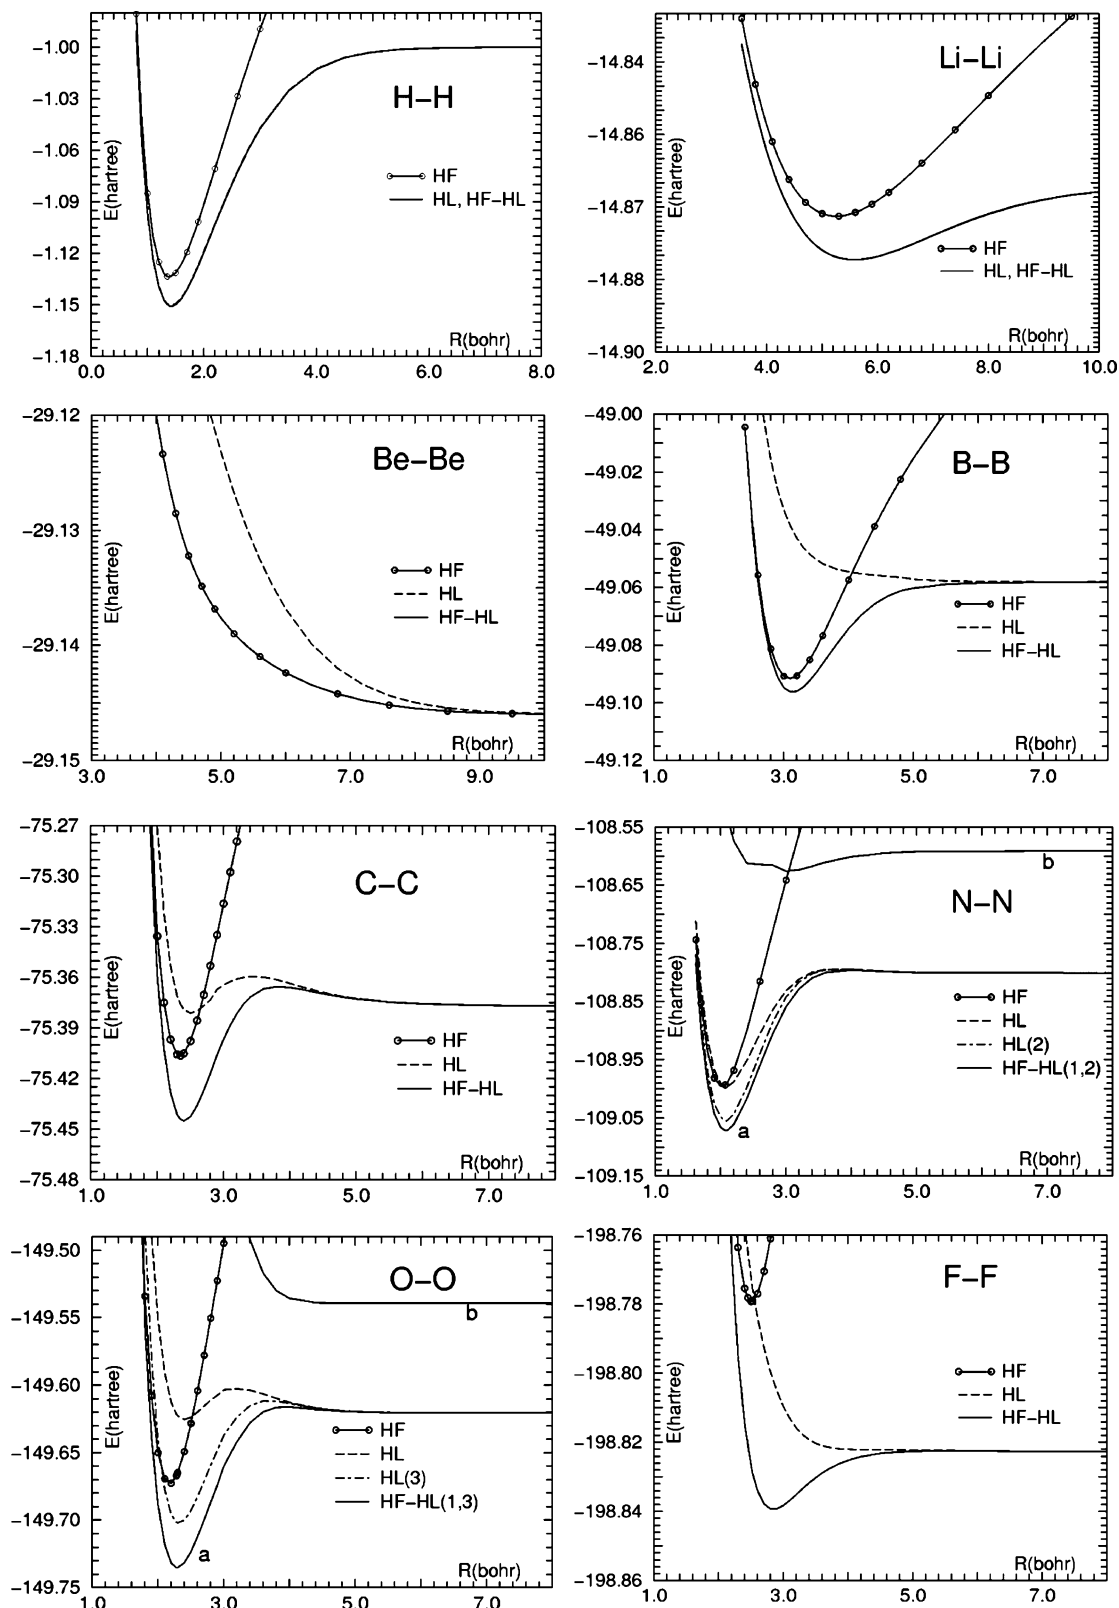 −1.00
−1.03
−1.06
−1.09
−1.12
−1.15
−1.18
E(hartree)
H−H
HF
HL, HF−HL
R(bohr)
0.0 2.0 4.0 6.0 8.0
−14.84
−14.86
−14.87
−14.88
−14.90
E(hartree)
Li−Li
HF
HL, HF−HL
R(bohr)
2.0 4.0 6.0 8.0 10.0
−29.12
−29.13
−29.14
−29.15
E(hartree)
Be−Be
HF
HL
HF−HL
R(bohr)
3.0 5.0 7.0 9.0
−49.00
−49.02
−49.04
−49.06
−49.08
−49.10
−49.12
E(hartree)
B−B
HF
HL
HF−HL
R(bohr)
1.0 3.0 5.0 7.0
−75.27
−75.30
−75.33
−75.36
−75.39
−75.42
−75.45
−75.48
E(hartree)
C−C
HF
HL
HF−HL
R(bohr)
1.0 3.0 5.0 7.0
−108.55
−108.65
−108.75
−108.85
−108.95
−109.05
−109.15
E(hartree)
b
N−N
HF
HL
HL(2)
HF−HL(1,2)
a
R(bohr)
1.0 3.0 5.0 7.0
−149.50
−149.55
−149.60
−149.65
−149.70
−149.75
E(hartree)
O−O
b
HF
HL
HL(3)
HF−HL(1,3)
a
R(bohr)
1.0 3.0 5.0 7.0
−198.76
−198.78
−198.80
−198.82
−198.84
−198.86
E(hartree)
F−F
HF
HL
HF−HL
R(bohr)
1.0 3.0 5.0 7.0